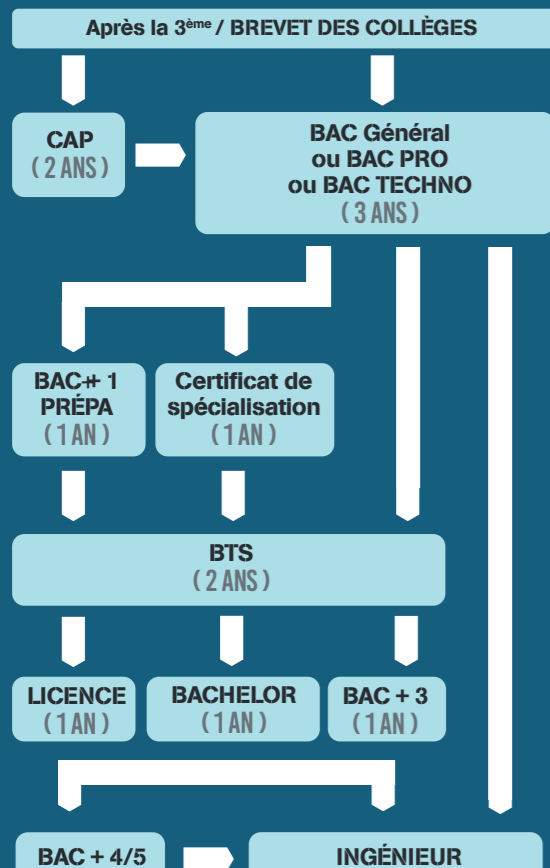 Après la 3ème / BREVET DES COLLÈGES
CAP
( 2 ANS )
BAC Général
ou BAC PRO
ou BAC TECHNO
( 3 ANS )
BAC+ 1
PRÉPA
( 1 AN )
Certificat de
spécialisation
( 1 AN )
BTS
( 2 ANS )
LICENCE
( 1 AN )
BACHELOR
( 1 AN )
BAC + 3
( 1 AN )
BAC + 4/5
INGÉNIEUR